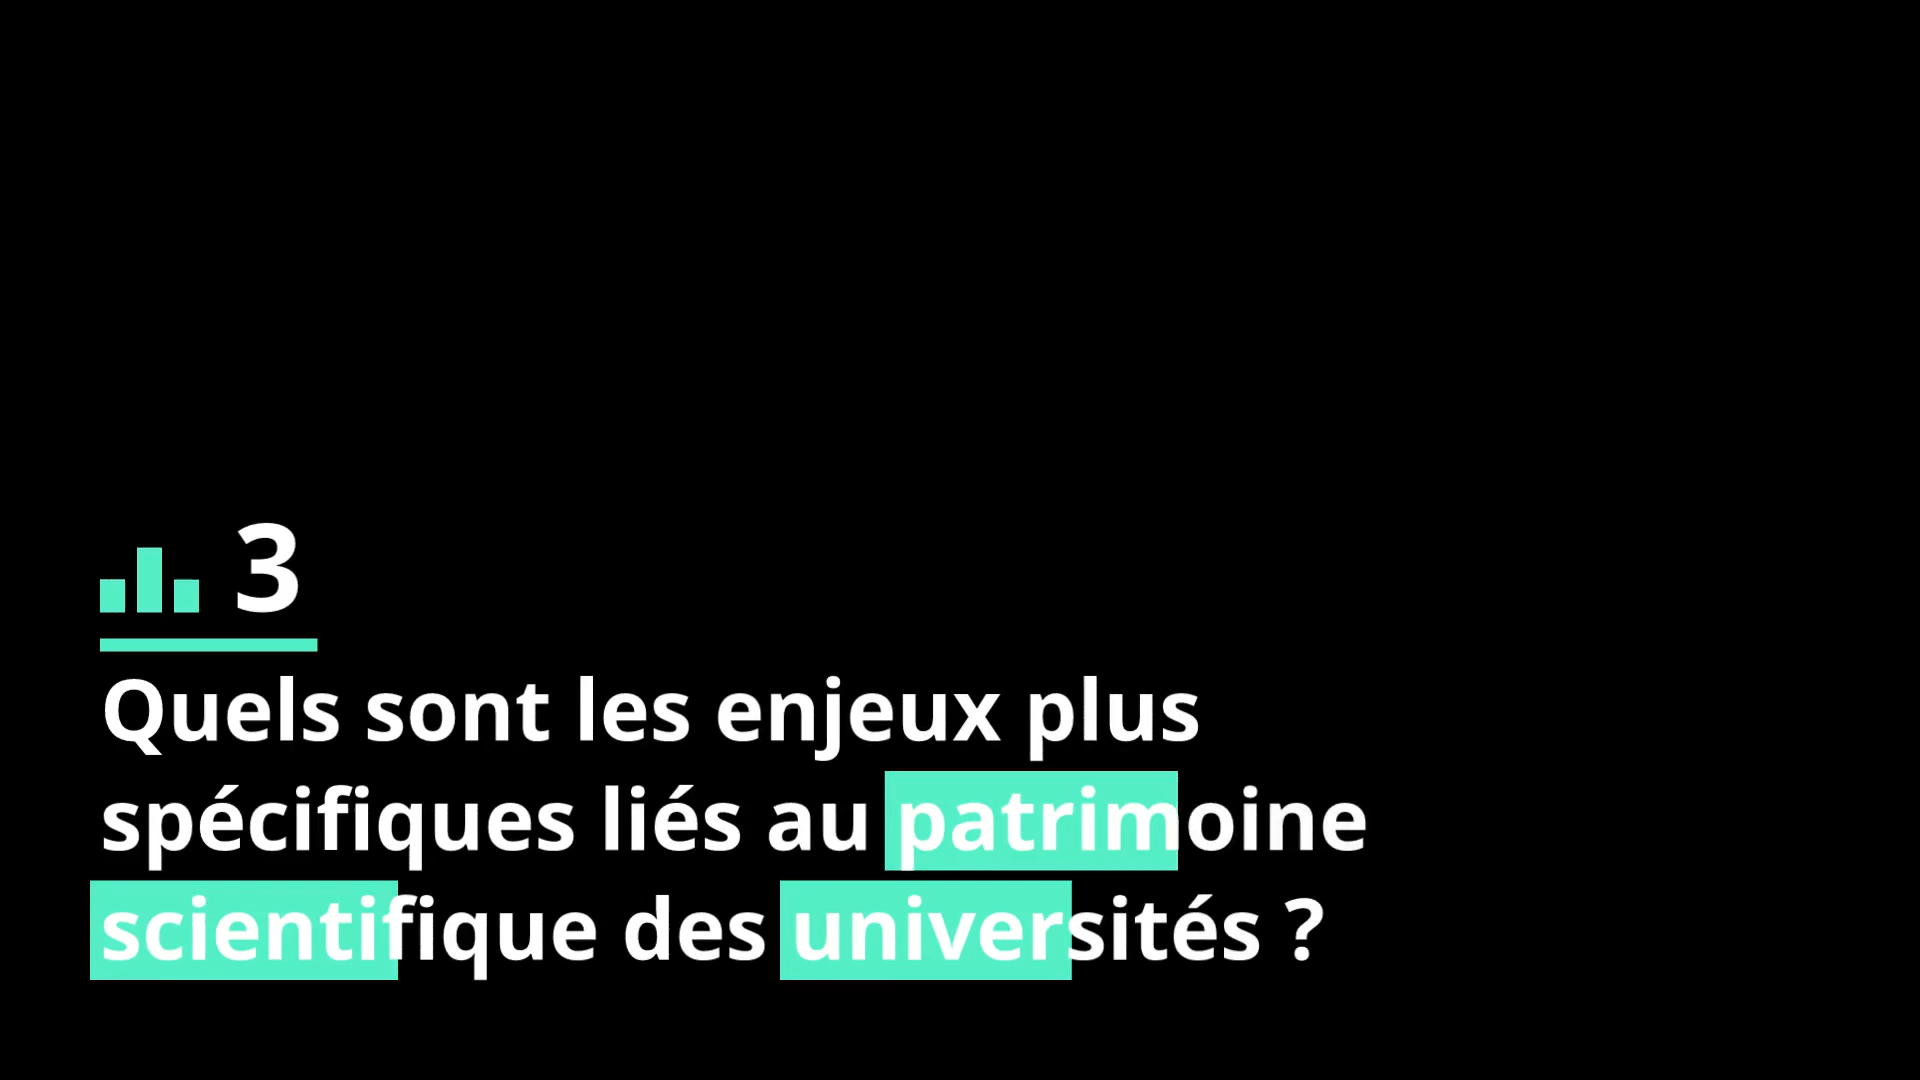 3
Quels sont les enjeux plus
spécifiques liés au patrimoine
scientifique des universités ?